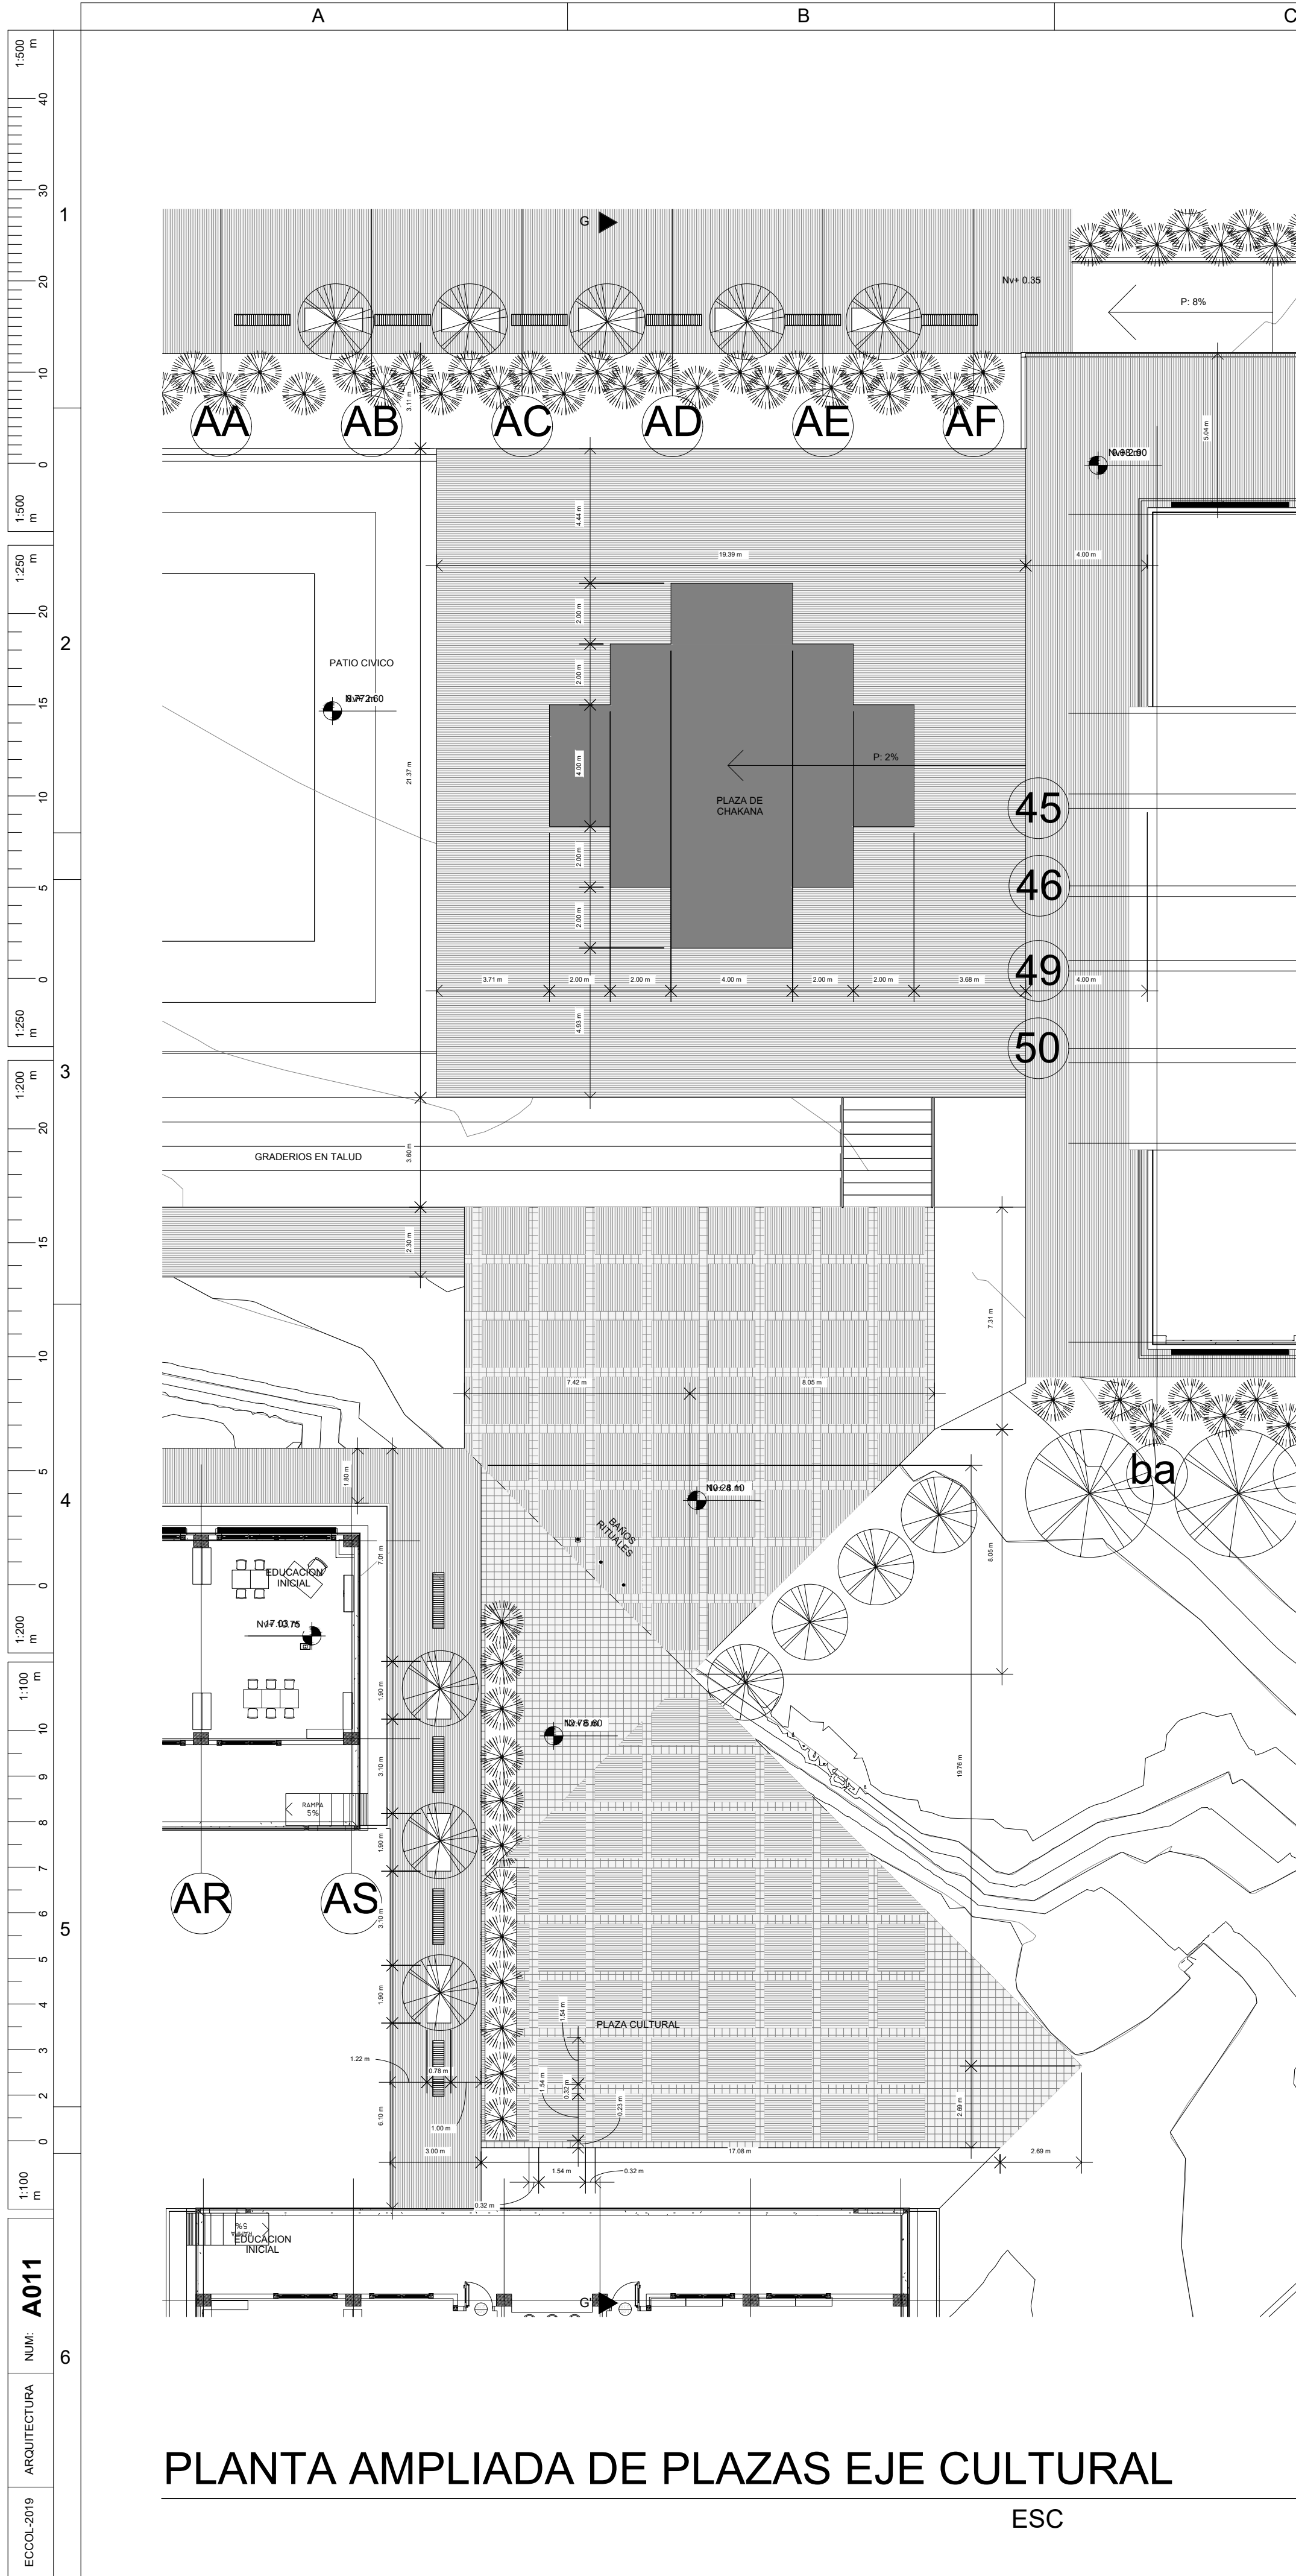 A
B
C
1:500
m
40
30
20
10
0
1:500
m
1:250
m
20
15
10
5
0
1:250
m
1:200
m
20
15
10
5
0
1:200
m
1:100
m
10
9
8
7
6
5
4
3
2
1
0
1:100
m
1
2
3
4
5
6
G
Nv+ 0.35
P: 8%
3.11 m
AA
AB
AC
AD
AE
AF
5.04 m
4.44 m
19.39 m
4.00 m
2.00 m
PATIO CIVICO
2.00 m
21.37 m
4.00 m
P: 2%
PLAZA DE
CHAKANA
45
2.00 m
46
2.00 m
49
3.71 m
2.00 m
2.00 m
4.00 m
2.00 m
2.00 m
3.68 m
4.00 m
4.93 m
50
GRADERIOS EN TALUD
3.60 m
2.30 m
7.31 m
7.42 m
8.05 m
1.80 m
ba
BAÑOS
RITUALES
7.01 m
8.05 m
EDUCACION
INICIAL
1.90 m
3.10 m
19.76 m
RAMPA
5%
1.90 m
AR
AS
3.10 m
1.90 m
1.54 m
PLAZA CULTURAL
1.22 m
0.78 m
1.54 m
0.32 m
0.23 m
6.10 m
1.00 m
2.69 m
3.00 m
17.08 m
2.69 m
1.54 m
0.32 m
0.32 m
RAMPA
5%
EDUCACION
INICIAL
G'
NUM: A011
ARQUITECTURA
ECCOL-2019
PLANTA AMPLIADA DE PLAZAS EJE CULTURAL
ESC